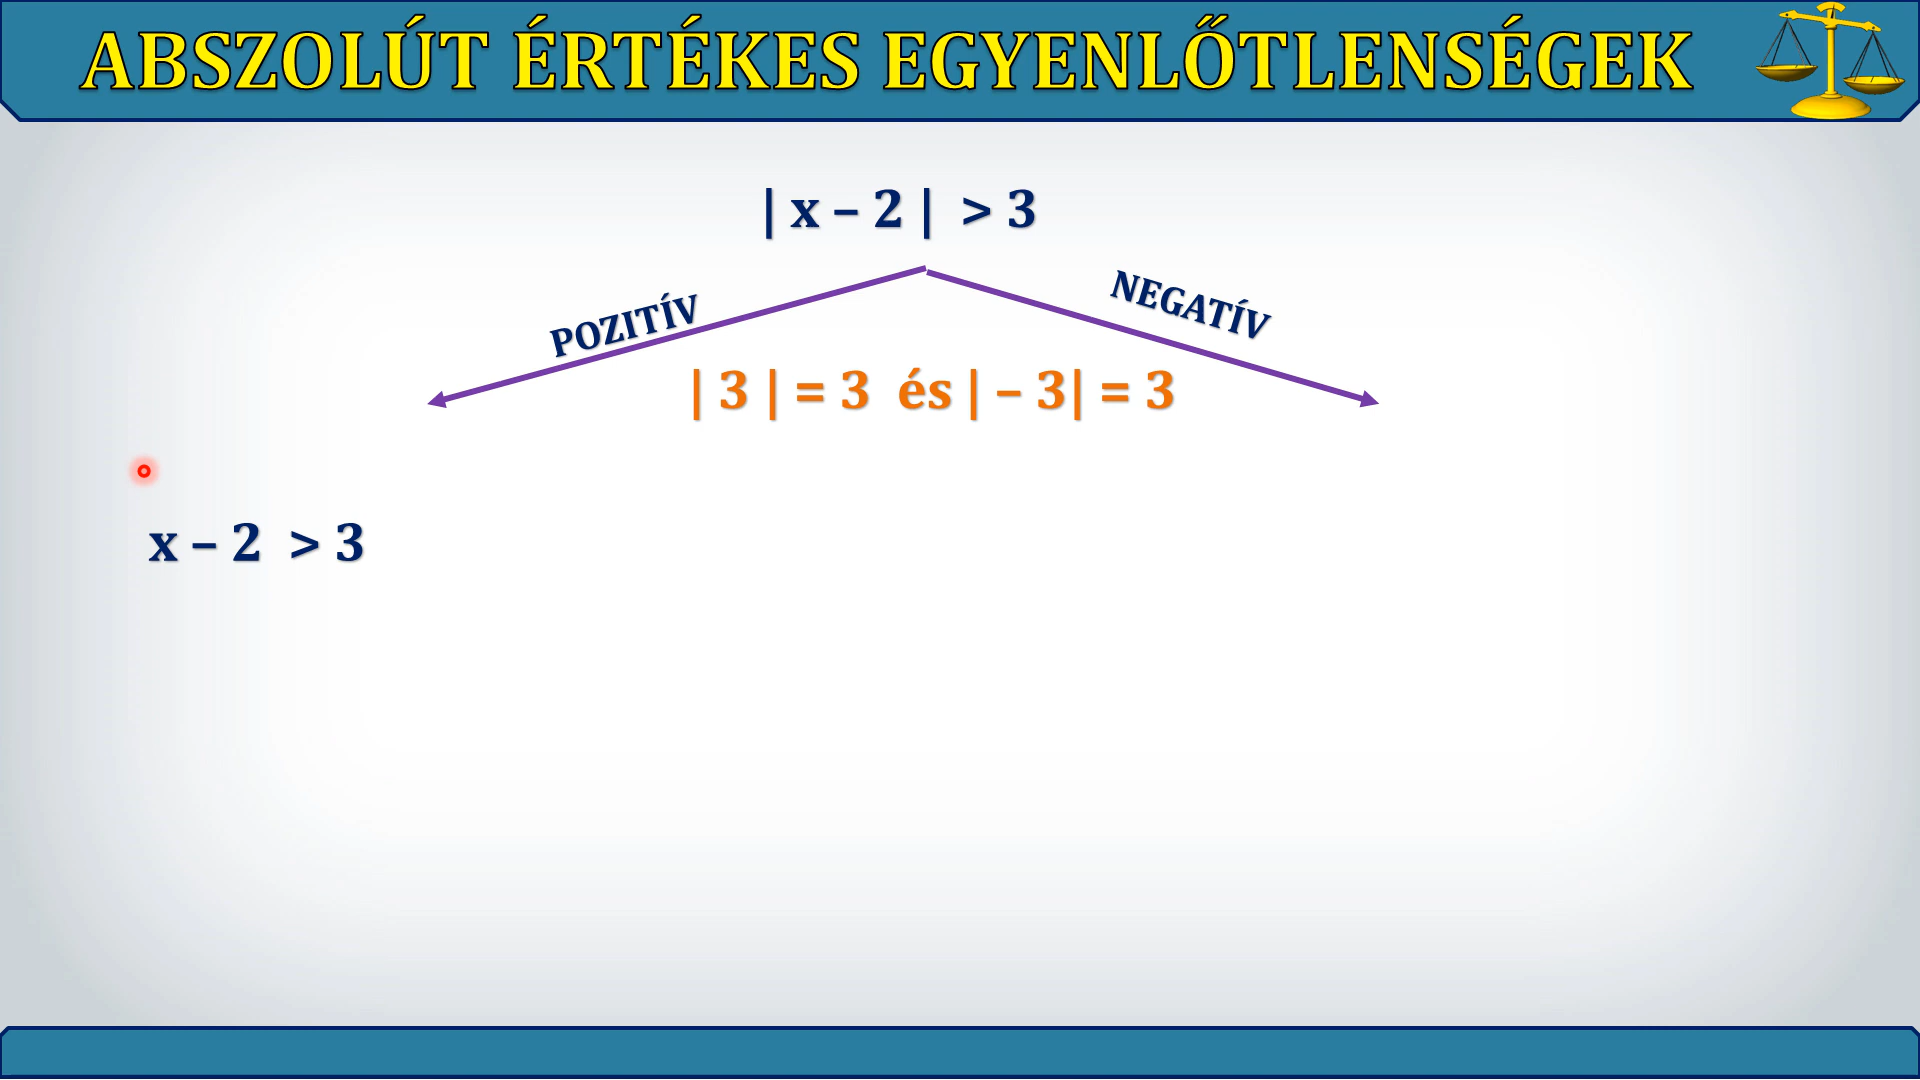 ABSZOLÚT ÉRTÉKES EGYENLŐTLENSÉGEK
| x – 2 | > 3
POZITÍV
NEGATÍV
| 3 | = 3 és | – 3| = 3
x – 2 > 3